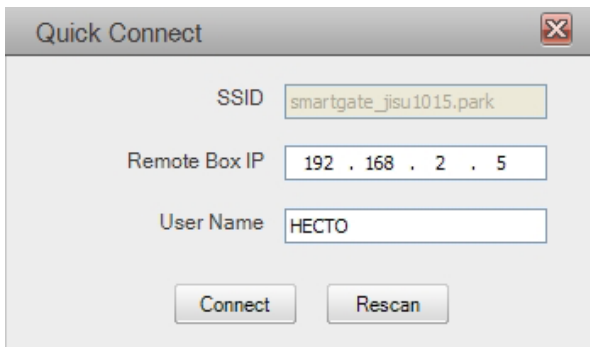 Quick Connect
SSID smartgate_jisu1015.park
Remote Box IP 192 . 168 . 2 . 5
User Name HECTO
Connect Rescan